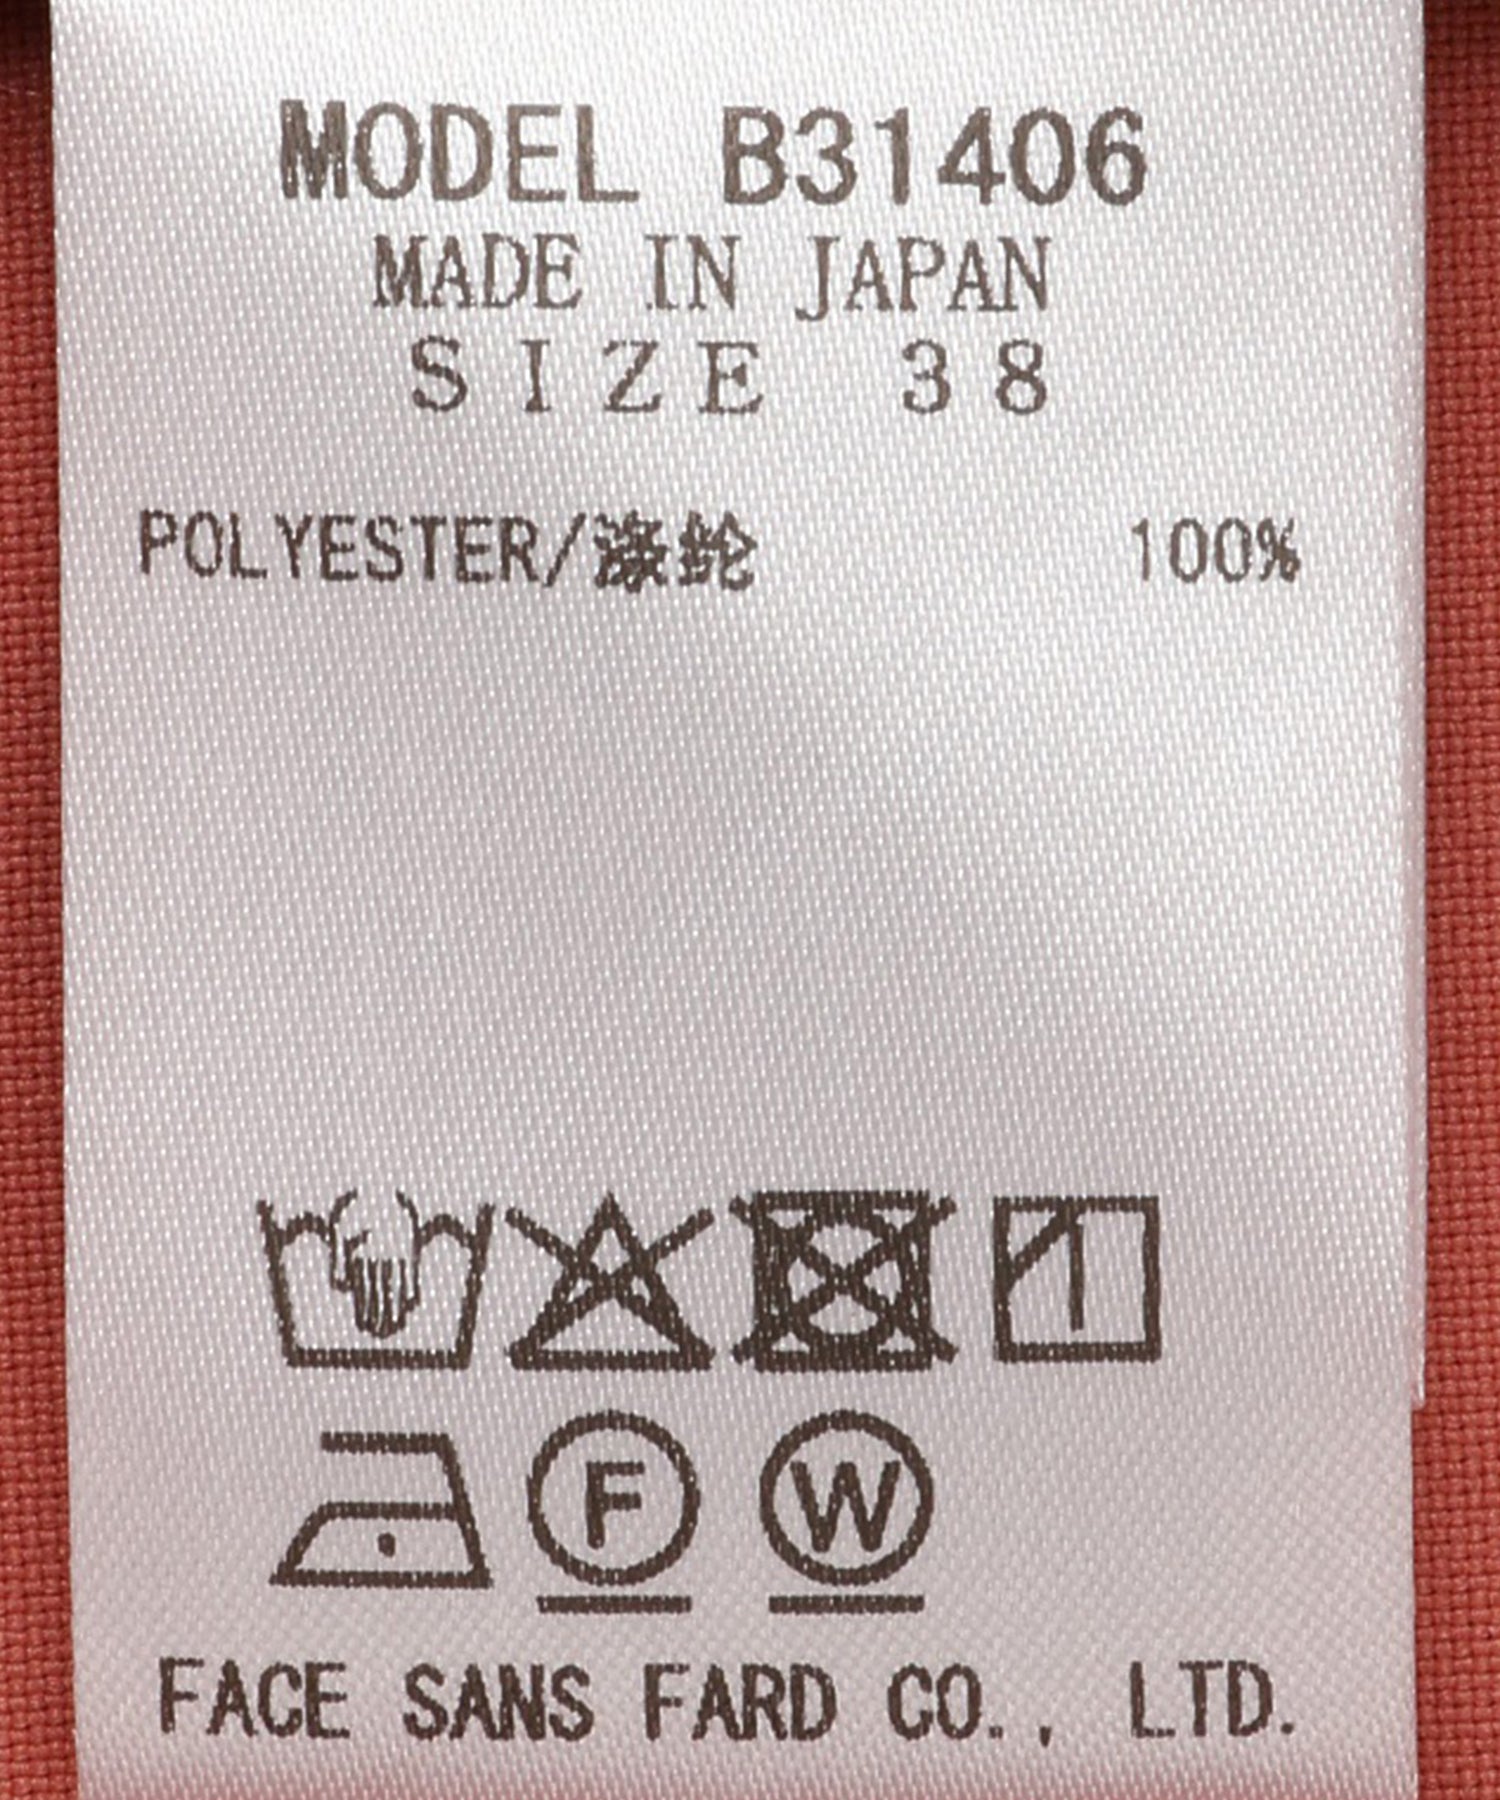 MODEL B31406
MADE IN JAPAN
SIZE 38
POLYESTER/涤纶 100%
F W
FACE SANS FARD CO., LTD.